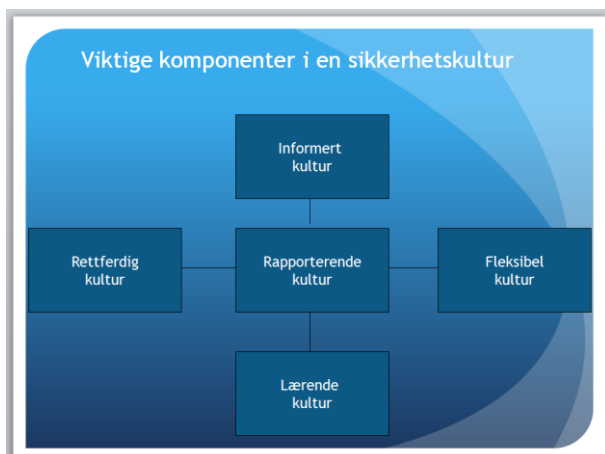 Viktige komponenter i en sikkerhetskultur
Informert
kultur
Rettferdig
kultur
Rapporterende
kultur
Fleksibel
kultur
Lærende
kultur